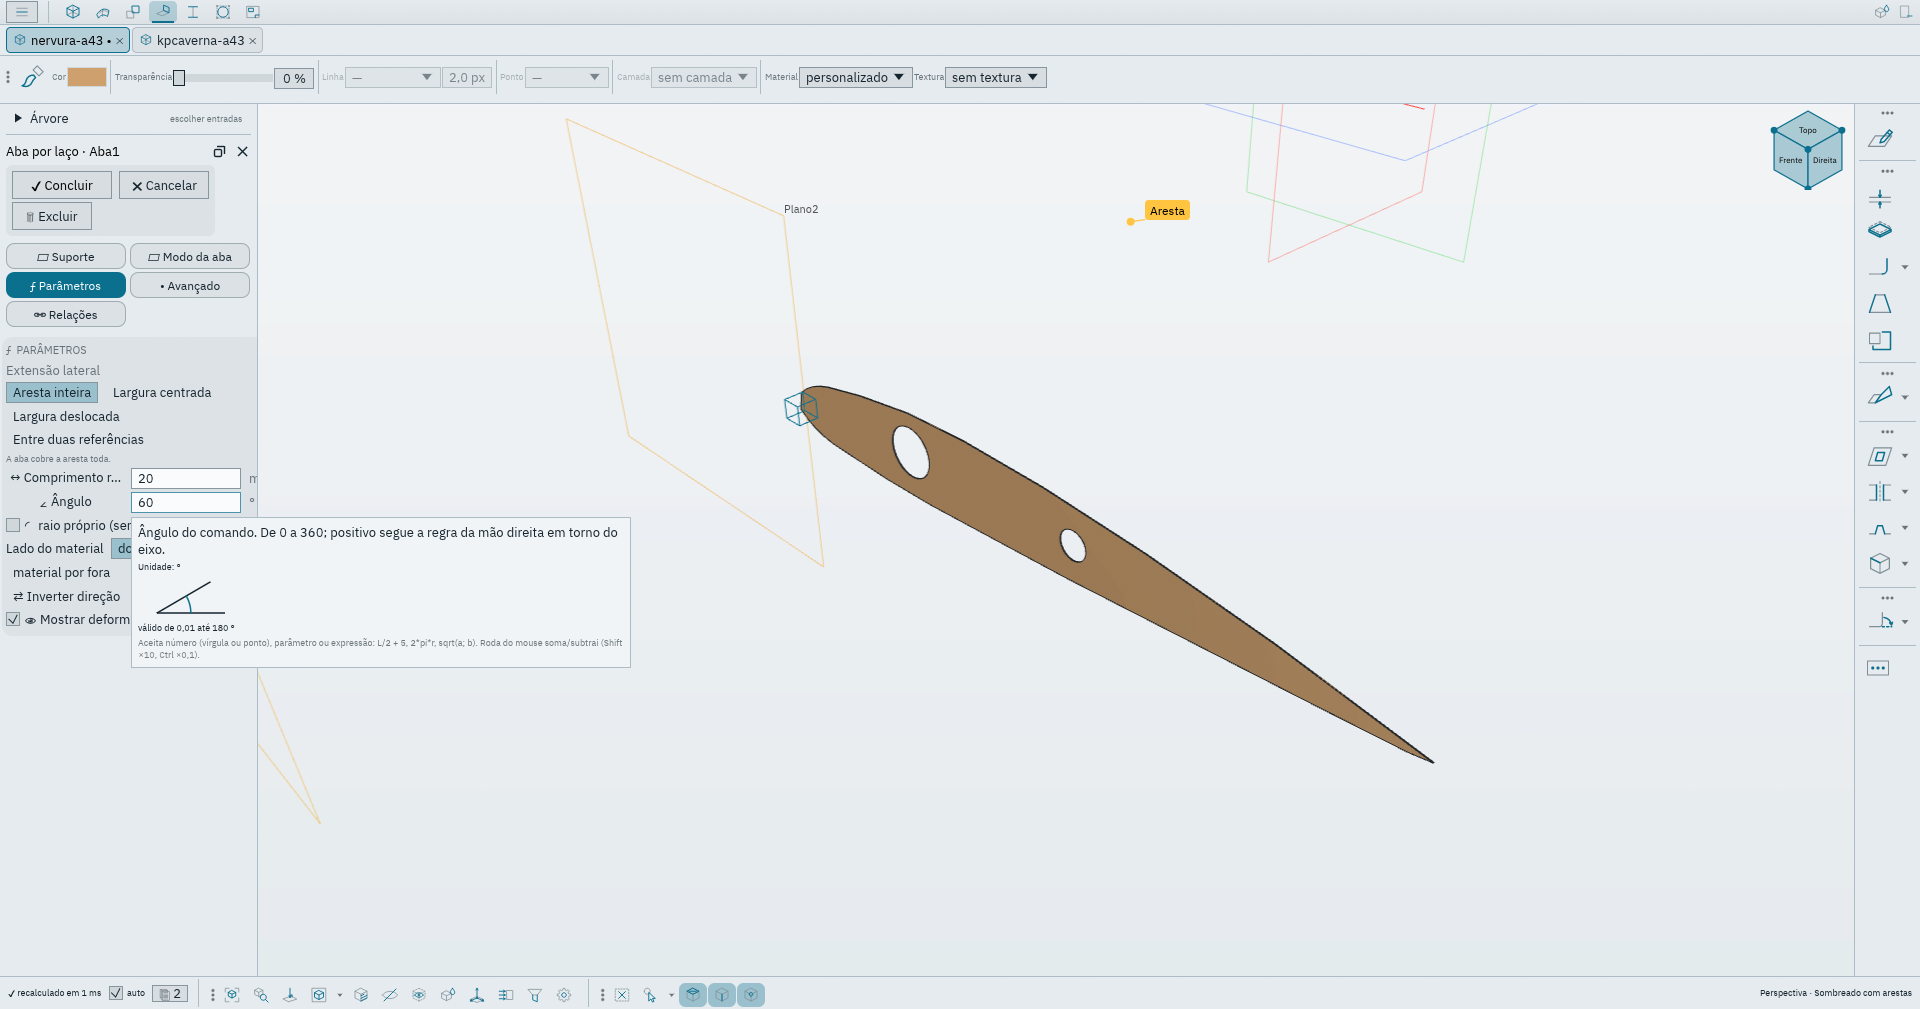 nervura-a43 • ×
kpcaverna-a43 ×
Cor
Transparência
0 %
Linha
—
2,0 px
Ponto
—
Camada
sem camada
Material
personalizado
Textura
sem textura
Árvore
escolher entradas
Aba por laço · Aba1
Concluir
Cancelar
Excluir
Suporte
Modo da aba
Parâmetros
• Avançado
Relações
PARÂMETROS
Extensão lateral
Aresta inteira
Largura centrada
Largura deslocada
Entre duas referências
A aba cobre a aresta toda.
Comprimento r...
20
Ângulo
60
°
raio próprio (ser
Lado do material
do
material por fora
Inverter direção
Mostrar deform
Ângulo do comando. De 0 a 360; positivo segue a regra da mão direita em torno do
eixo.
Unidade: °
válido de 0,01 até 180 °
Aceita número (vírgula ou ponto), parâmetro ou expressão: L/2 + 5, 2*pi*r, sqrt(a; b). Roda do mouse soma/subtrai (Shift
×10, Ctrl ×0,1).
Plano2
Aresta
Topo
Frente
Direita
recalculado em 1 ms
auto
2
Perspectiva · Sombreado com arestas